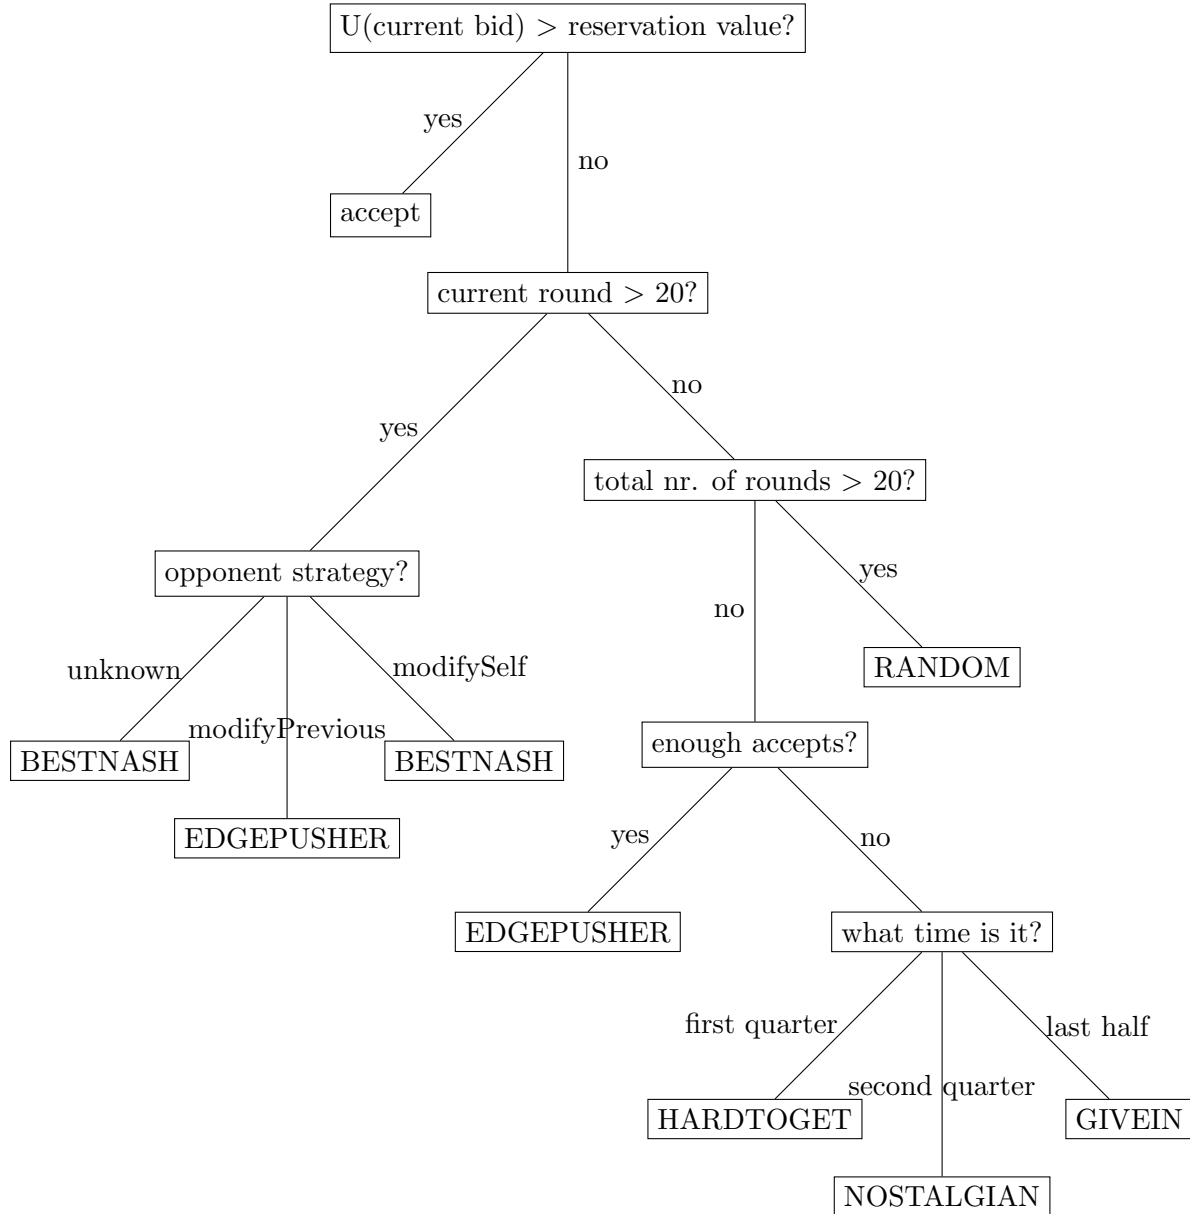 U(current bid) > reservation value?
yes
no
accept
current round > 20?
no
yes
total nr. of rounds > 20?
opponent strategy?
yes
no
unknown
modifySelf
RANDOM
modifyPrevious
enough accepts?
BESTNASH
BESTNASH
EDGEPUSHER
yes
no
EDGEPUSHER
what time is it?
first quarter
last half
second quarter
HARDTOGET
GIVEIN
NOSTALGIAN